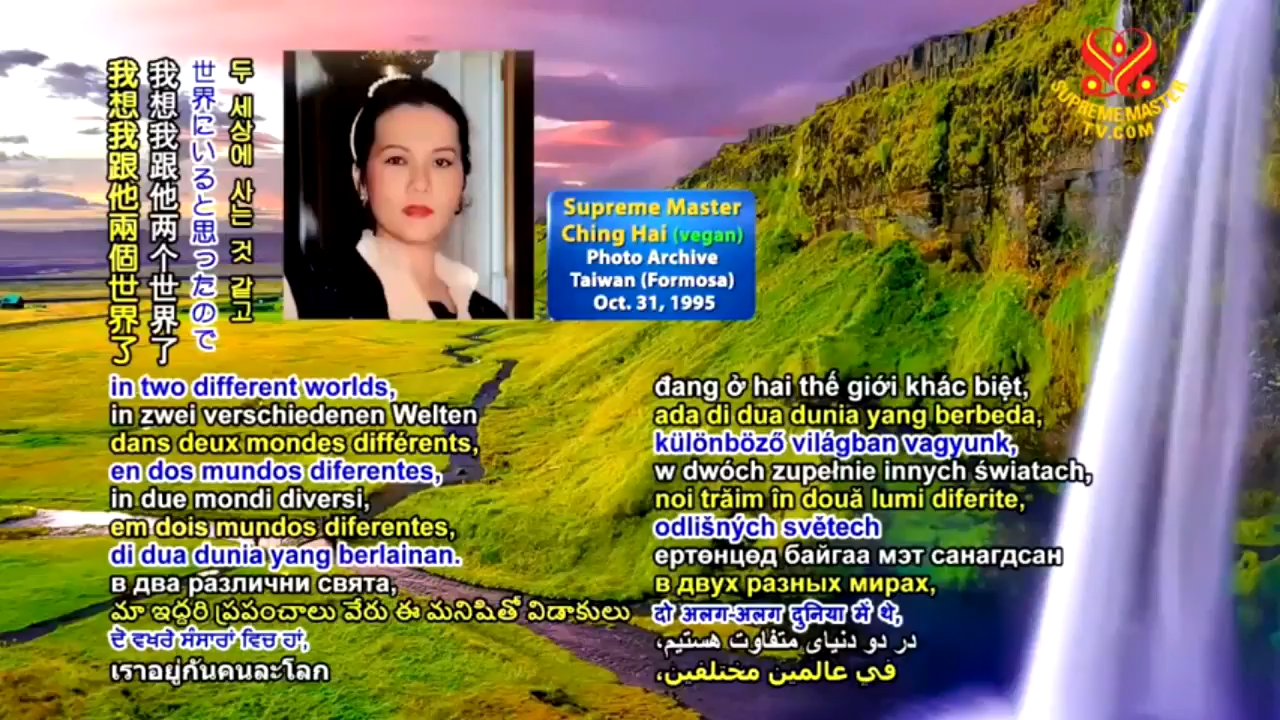 我想我跟他兩個世界了
我想我跟他两个世界了
世界にいると思ったので
두 세상에 사는 것 같고
Supreme Master
Ching Hai (vegan)
Photo Archive
Taiwan (Formosa)
Oct. 31, 1995
SUPREME MASTER
TV.COM
in two different worlds,
in zwei verschiedenen Welten
dans deux mondes différents,
en dos mundos diferentes,
in due mondi diversi,
em dois mundos diferentes,
di dua dunia yang berlainan.
в два различни свята,
మా ఇద్దరి ప్రపంచాలు వేరు ఈ మనిషితో విడాకులు
ਦੋ ਵਖਰੇ ਸੰਸਾਰਾਂ ਵਿਚ ਹਾਂ,
เราอยู่กันคนละโลก
đang ở hai thế giới khác biệt,
ada di dua dunia yang berbeda,
különböző világban vagyunk,
w dwóch zupełnie innych światach,
noi trăim în două lumi diferite,
odlišných světech
ертөнцөд байгаа мэт санагдсан
в двух разных мирах,
दो अलग-अलग दुनिया में थे,
در دو دنیای متفاوت هستیم،
في عالمين مختلفين،